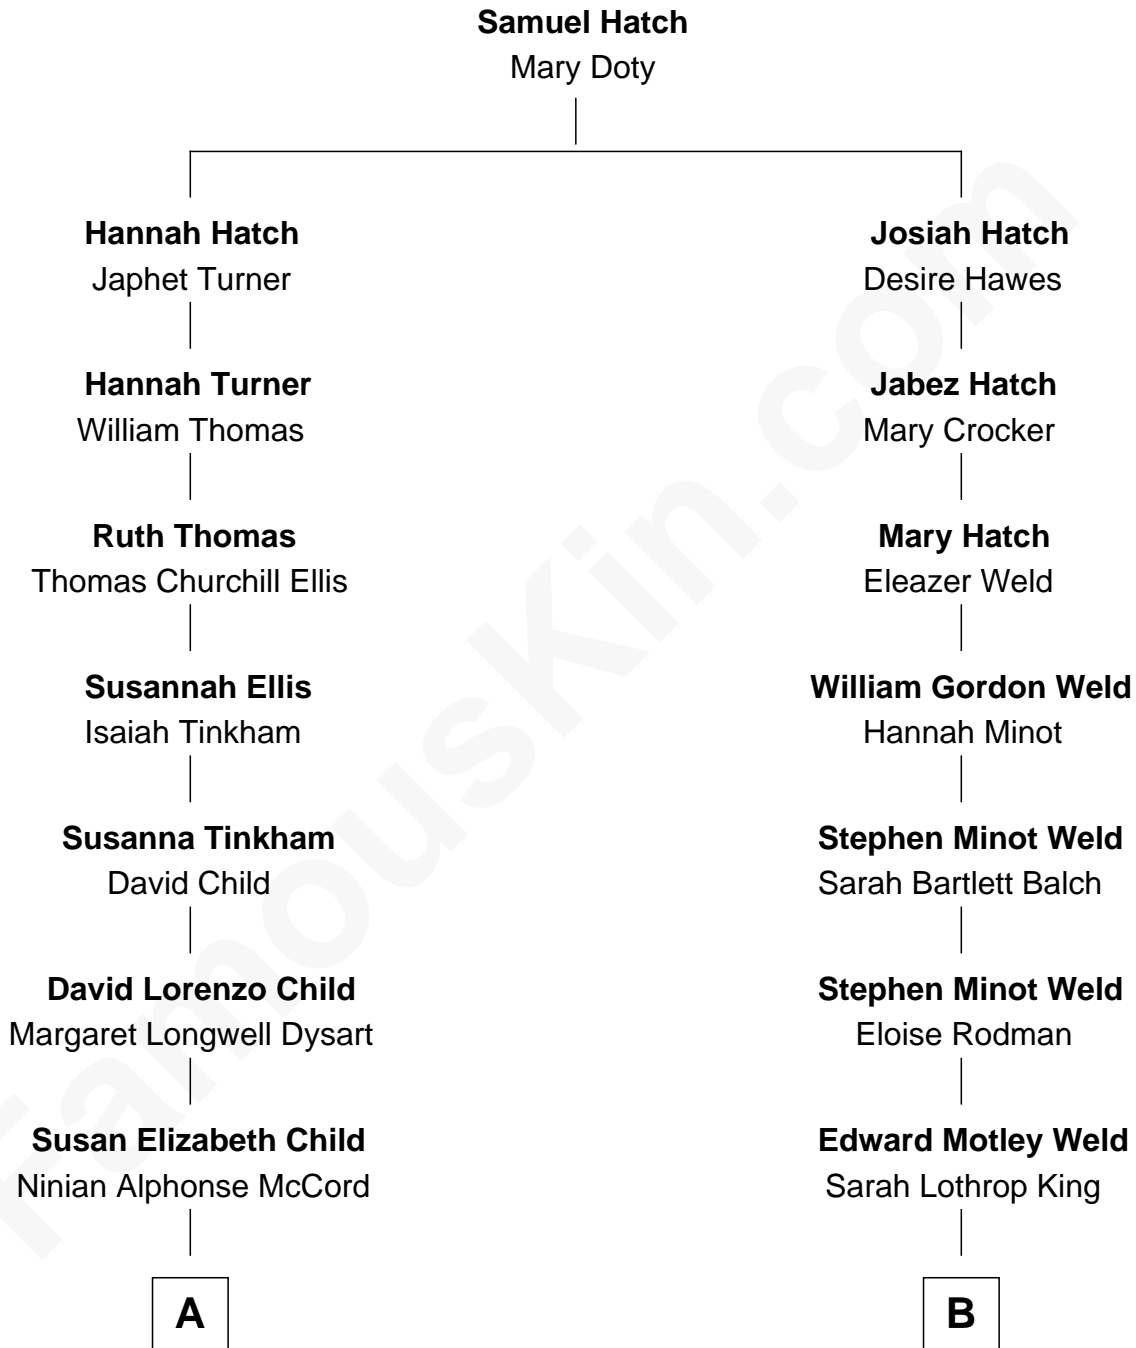 Samuel Hatch
Mary Doty
Hannah Hatch
Japhet Turner
Josiah Hatch
Desire Hawes
Hannah Turner
William Thomas
Jabez Hatch
Mary Crocker
Ruth Thomas
Thomas Churchill Ellis
Mary Hatch
Eleazer Weld
Susannah Ellis
Isaiah Tinkham
William Gordon Weld
Hannah Minot
Susanna Tinkham
David Child
Stephen Minot Weld
Sarah Bartlett Balch
David Lorenzo Child
Margaret Longwell Dysart
Stephen Minot Weld
Eloise Rodman
Susan Elizabeth Child
Ninian Alphonse McCord
Edward Motley Weld
Sarah Lothrop King
A
B
FamousKin.com